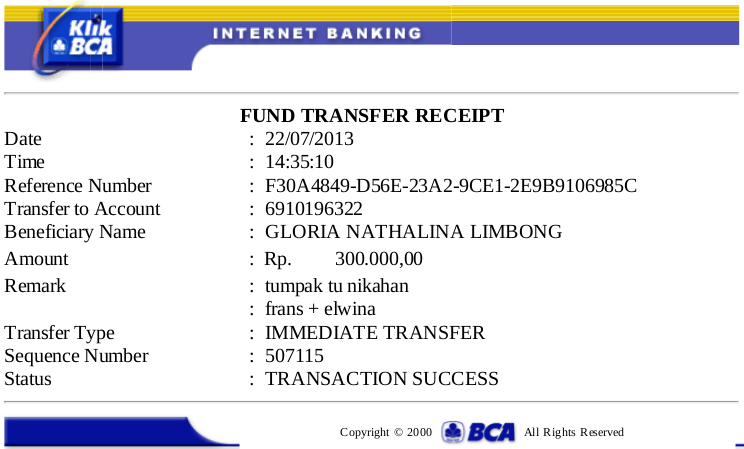 Klik
BCA
INTERNET BANKING
FUND TRANSFER RECEIPT
Date : 22/07/2013
Time : 14:35:10
Reference Number : F30A4849-D56E-23A2-9CE1-2E9B9106985C
Transfer to Account : 6910196322
Beneficiary Name : GLORIA NATHALINA LIMBONG
Amount : Rp. 300.000,00
Remark : tumpak tu nikahan
: frans + elwina
Transfer Type : IMMEDIATE TRANSFER
Sequence Number : 507115
Status : TRANSACTION SUCCESS
Copyright © 2000 BCA All Rights Reserved